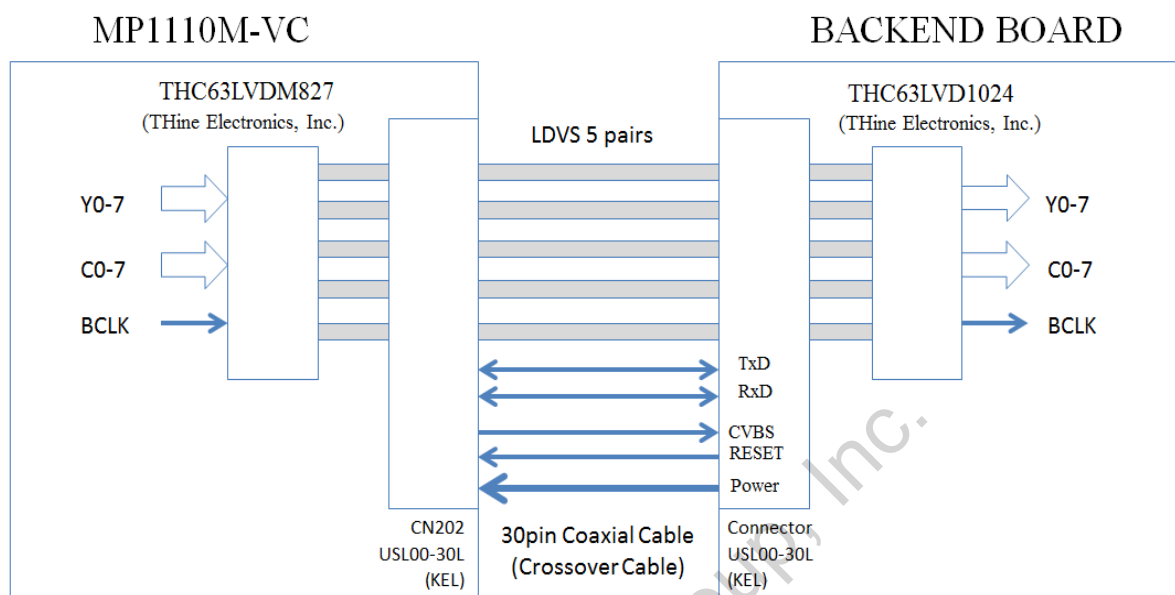 MP1110M-VC
BACKEND BOARD
THC63LVDM827
(THine Electronics, Inc.)
LDVS 5 pairs
THC63LVD1024
(THine Electronics, Inc.)
Y0-7
Y0-7
C0-7
C0-7
BCLK
BCLK
TxD
RxD
CVBS
RESET
Power
CN202
USL00-30L
(KEL)
30pin Coaxial Cable
(Crossover Cable)
Connector
USL00-30L
(KEL)
oup, Inc.